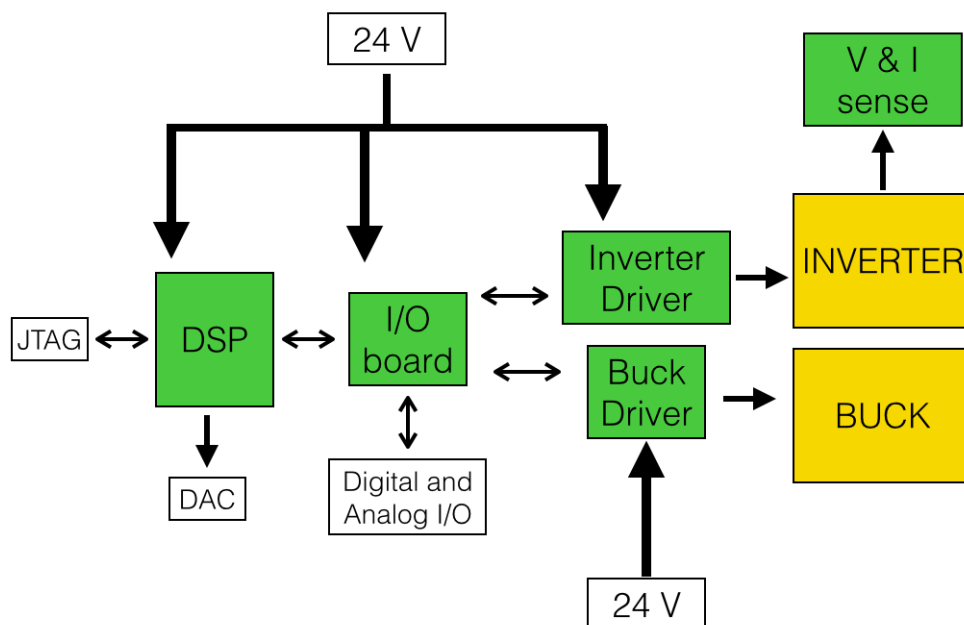 24 V
V & I
sense
Inverter
Driver
INVERTER
JTAG
DSP
I/O
board
Buck
Driver
BUCK
DAC
Digital and
Analog I/O
24 V